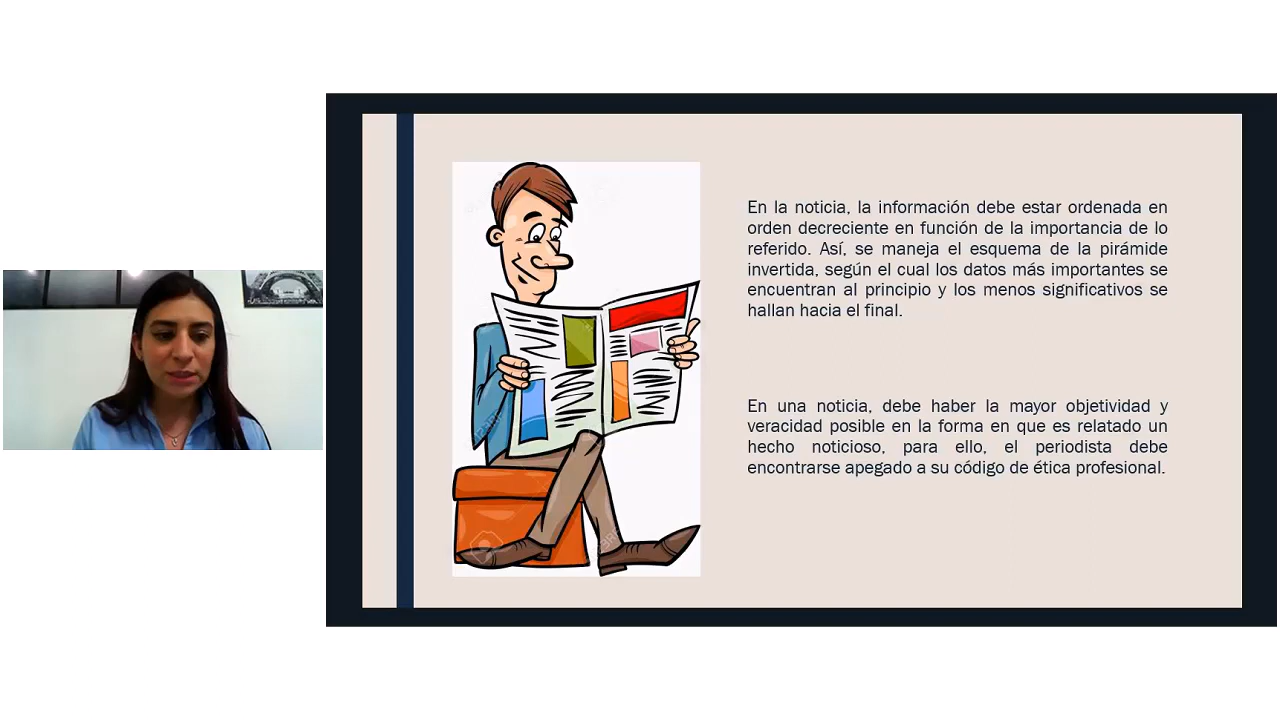 En la noticia, la información debe estar ordenada en
orden decreciente en función de la importancia de lo
referido. Así, se maneja el esquema de la pirámide
invertida, según el cual los datos más importantes se
encuentran al principio y los menos significativos se
hallan hacia el final.
En una noticia, debe haber la mayor objetividad y
veracidad posible en la forma en que es relatado un
hecho noticioso, para ello, el periodista debe
encontrarse apegado a su código de ética profesional.